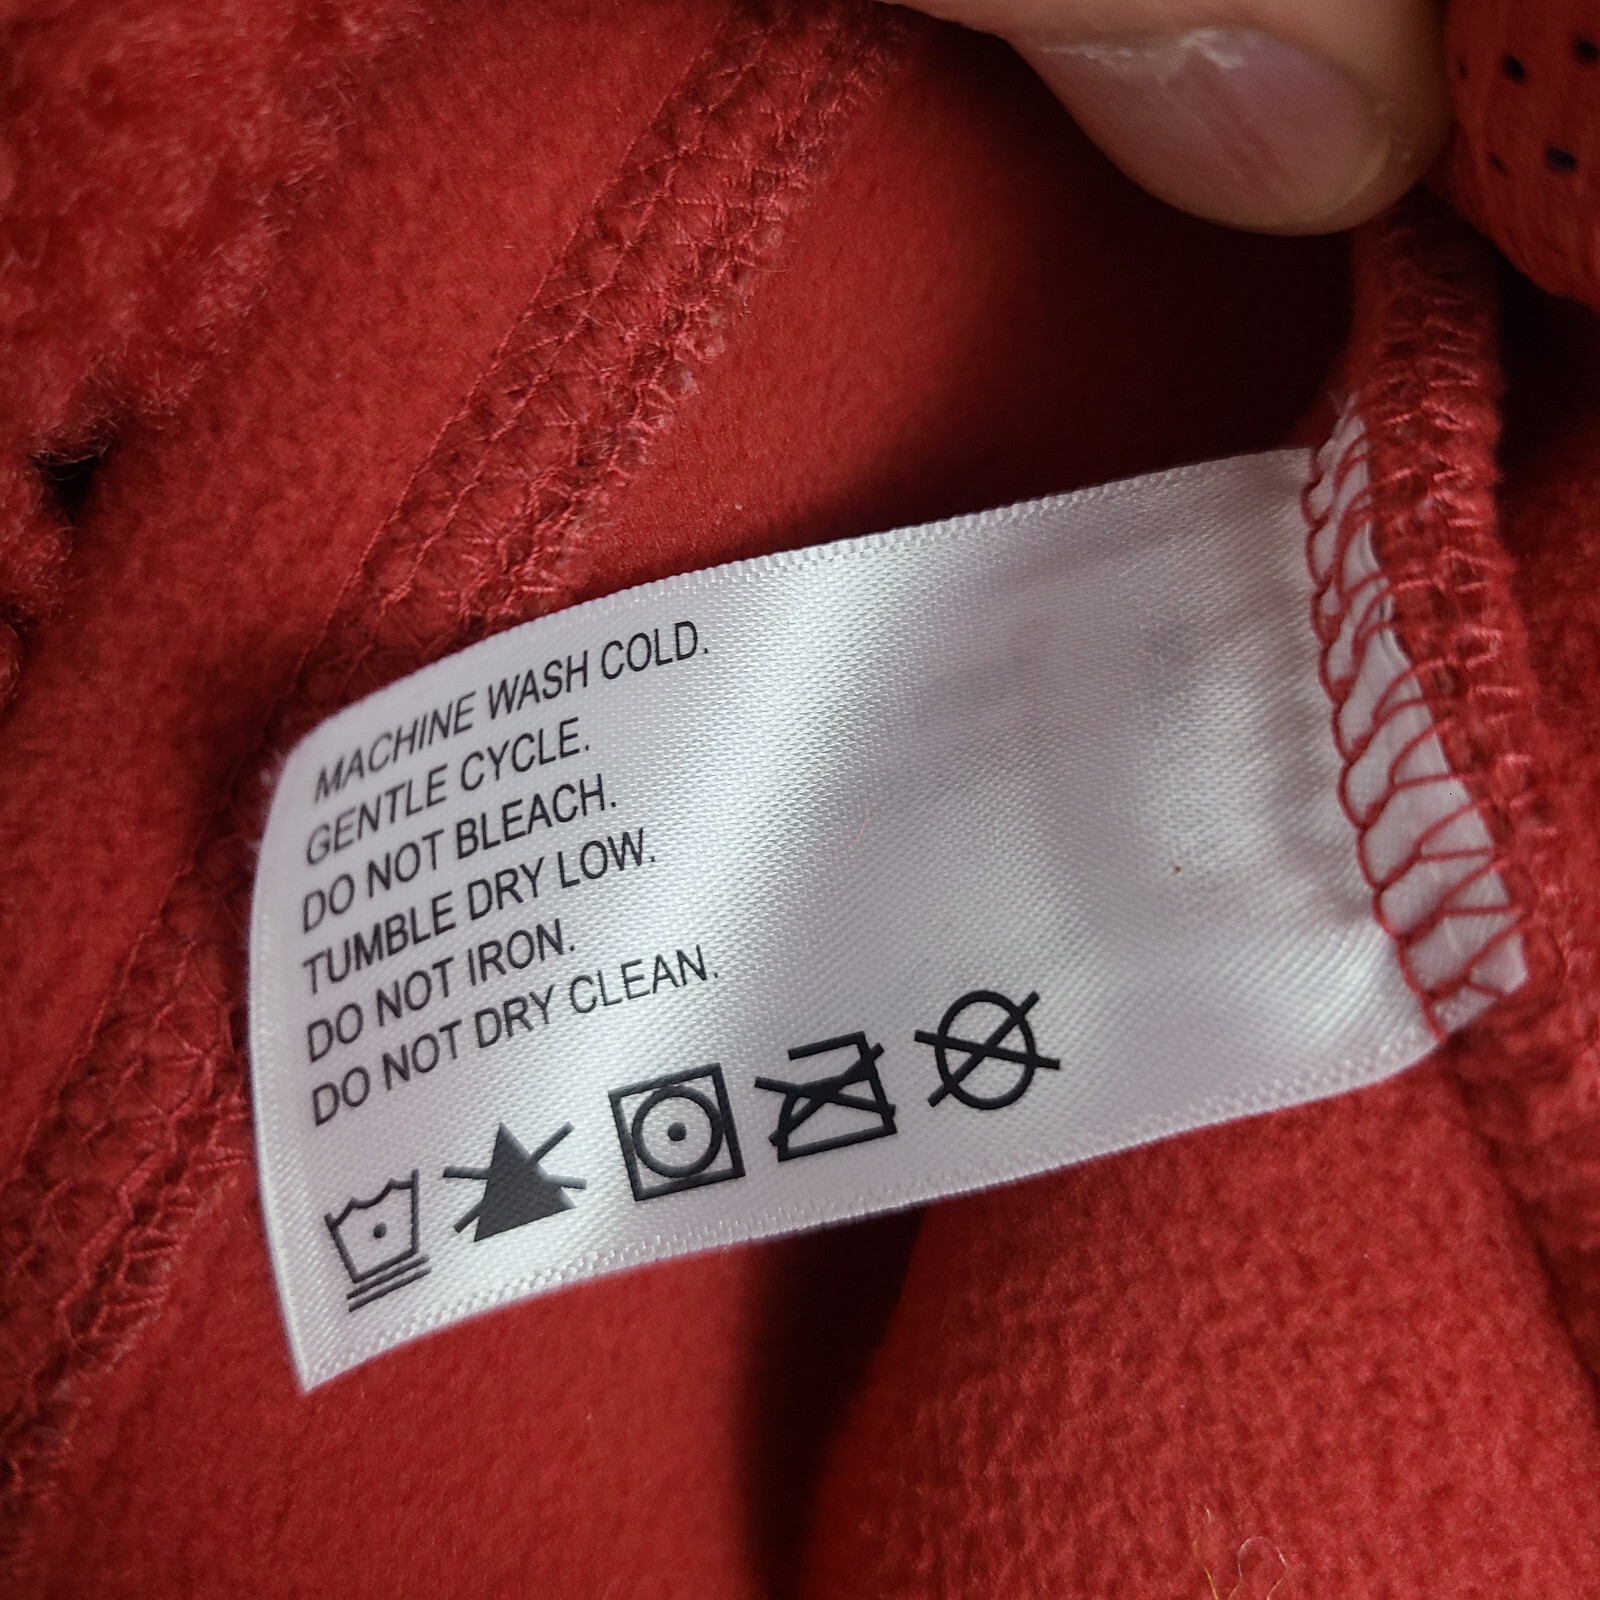 MACHINE WASH COLD.
GENTLE CYCLE.
DO NOT BLEACH.
TUMBLE DRY LOW.
DO NOT IRON.
DO NOT DRY CLEAN.